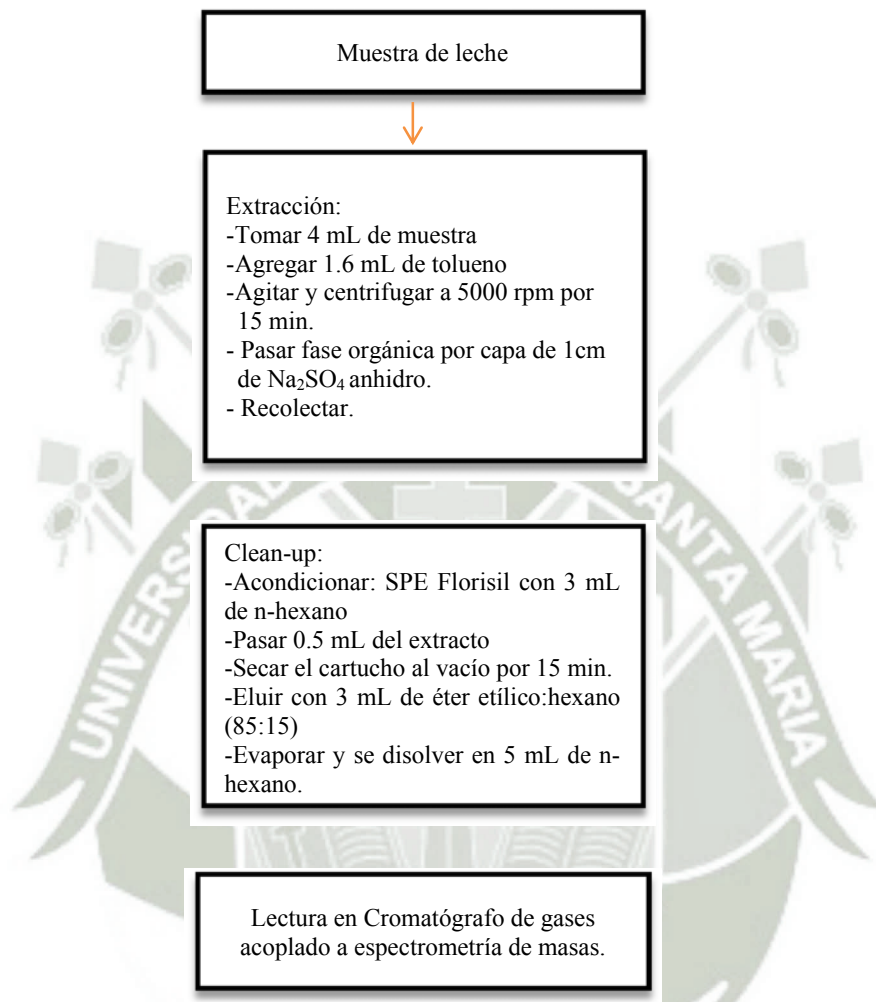 Muestra de leche
Extracción:
-Tomar 4 mL de muestra
-Agregar 1.6 mL de tolueno
-Agitar y centrifugar a 5000 rpm por
15 min.
- Pasar fase orgánica por capa de 1cm
de Na₂SO₄ anhidro.
- Recolectar.
Clean-up:
-Acondicionar: SPE Florisil con 3 mL
de n-hexano
-Pasar 0.5 mL del extracto
-Secar el cartucho al vacío por 15 min.
-Eluir con 3 mL de éter etílico:hexano
(85:15)
-Evaporar y se disolver en 5 mL de n-
hexano.
Lectura en Cromatógrafo de gases
acoplado a espectrometría de masas.
SANTA MARIA